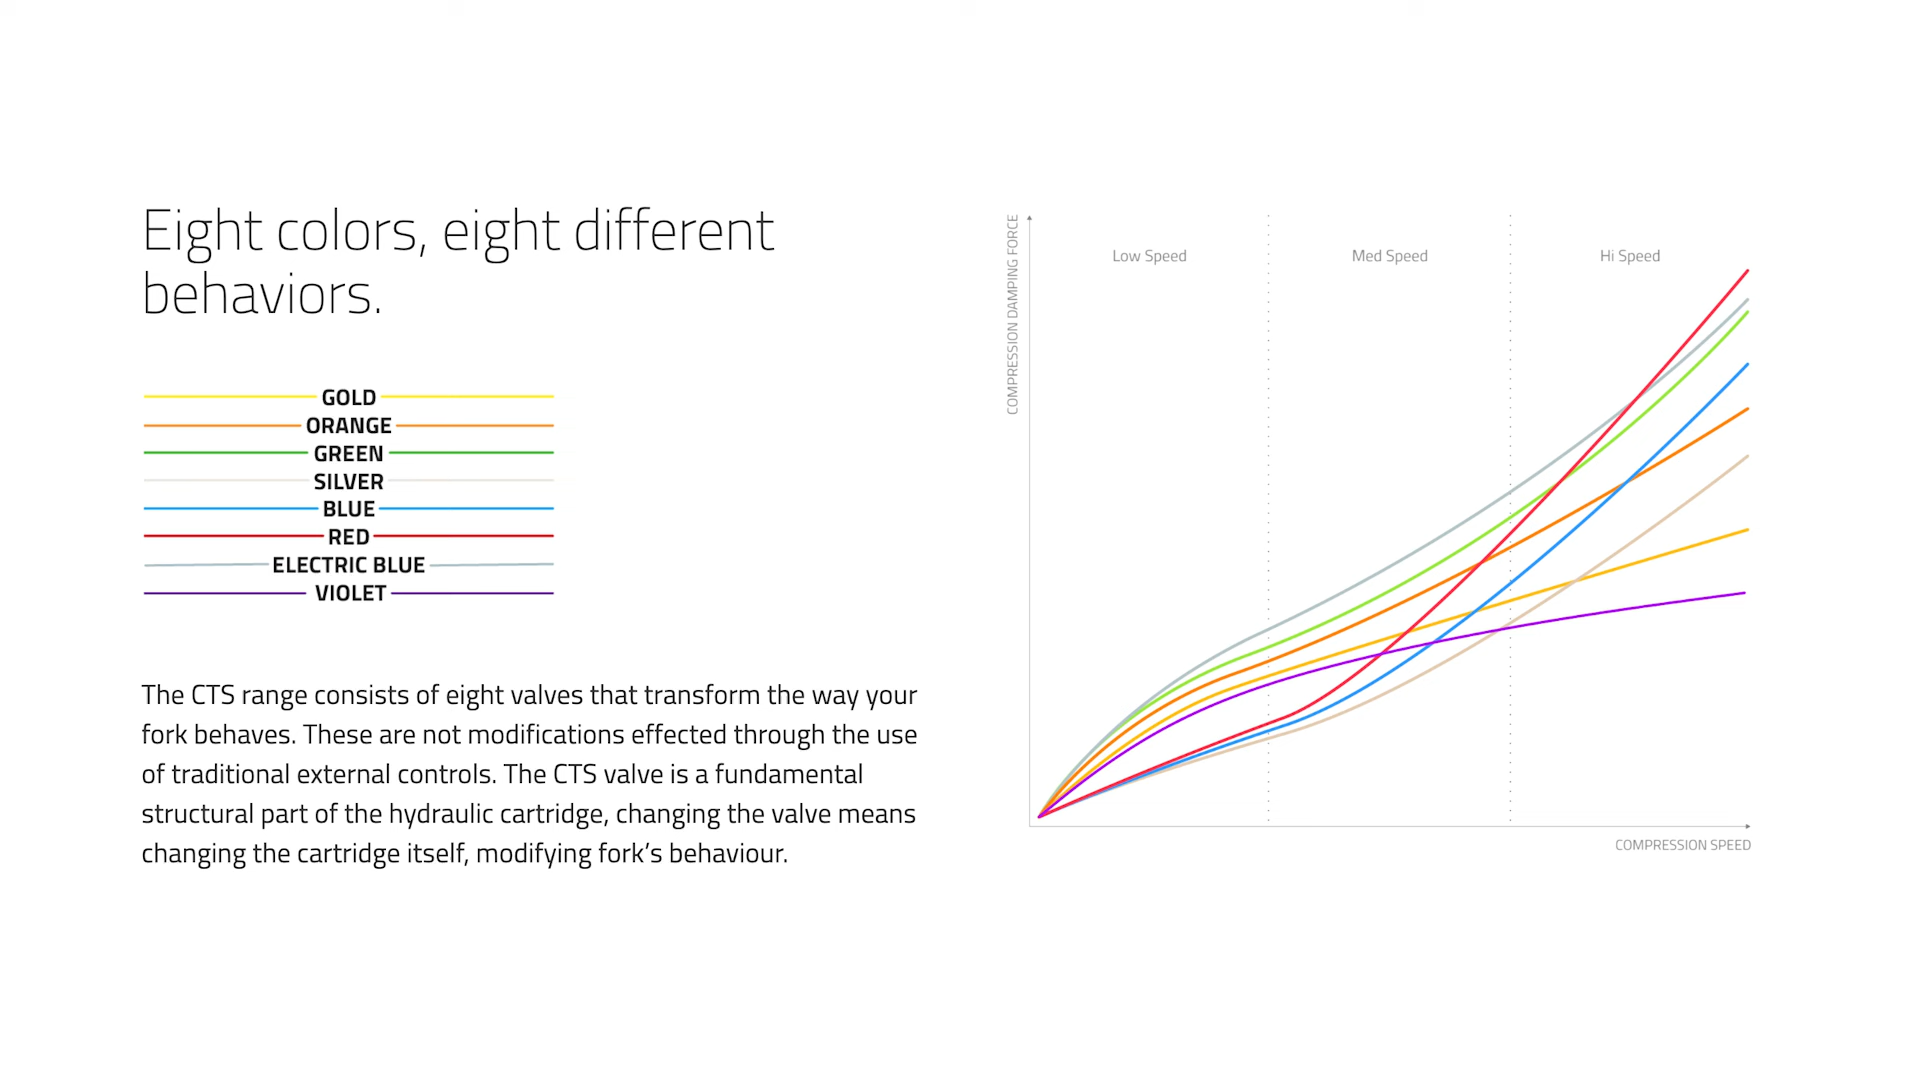 Eight colors, eight different
behaviors.
GOLD
ORANGE
GREEN
SILVER
BLUE
RED
ELECTRIC BLUE
VIOLET
The CTS range consists of eight valves that transform the way your
fork behaves. These are not modifications effected through the use
of traditional external controls. The CTS valve is a fundamental
structural part of the hydraulic cartridge, changing the valve means
changing the cartridge itself, modifying fork’s behaviour.
COMPRESSION DAMPING FORCE
Low Speed
Med Speed
Hi Speed
COMPRESSION SPEED